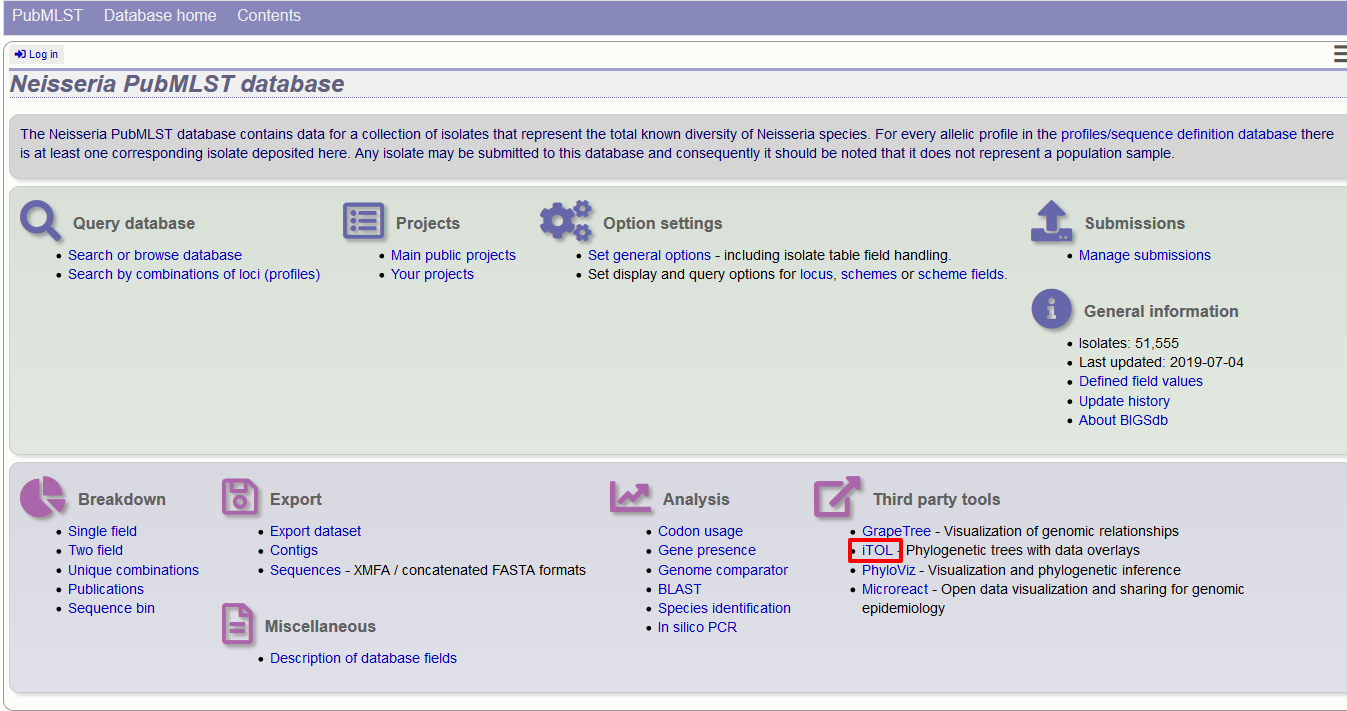 PubMLST Database home Contents
Log in
Neisseria PubMLST database
The Neisseria PubMLST database contains data for a collection of isolates that represent the total known diversity of Neisseria species. For every allelic profile in the profiles/sequence definition database there
is at least one corresponding isolate deposited here. Any isolate may be submitted to this database and consequently it should be noted that it does not represent a population sample.
Query database
Search or browse database
Search by combinations of loci (profiles)
Projects
Main public projects
Your projects
Option settings
Set general options - including isolate table field handling.
Set display and query options for locus, schemes or scheme fields.
Submissions
Manage submissions
General information
Isolates: 51,555
Last updated: 2019-07-04
Defined field values
Update history
About BIGSdb
Breakdown
Single field
Two field
Unique combinations
Publications
Sequence bin
Export
Export dataset
Contigs
Sequences - XMFA / concatenated FASTA formats
Miscellaneous
Description of database fields
Analysis
Codon usage
Gene presence
Genome comparator
BLAST
Species identification
In silico PCR
Third party tools
GrapeTree - Visualization of genomic relationships
iTOL - Phylogenetic trees with data overlays
PhyloViz - Visualization and phylogenetic inference
Microreact - Open data visualization and sharing for genomic
epidemiology